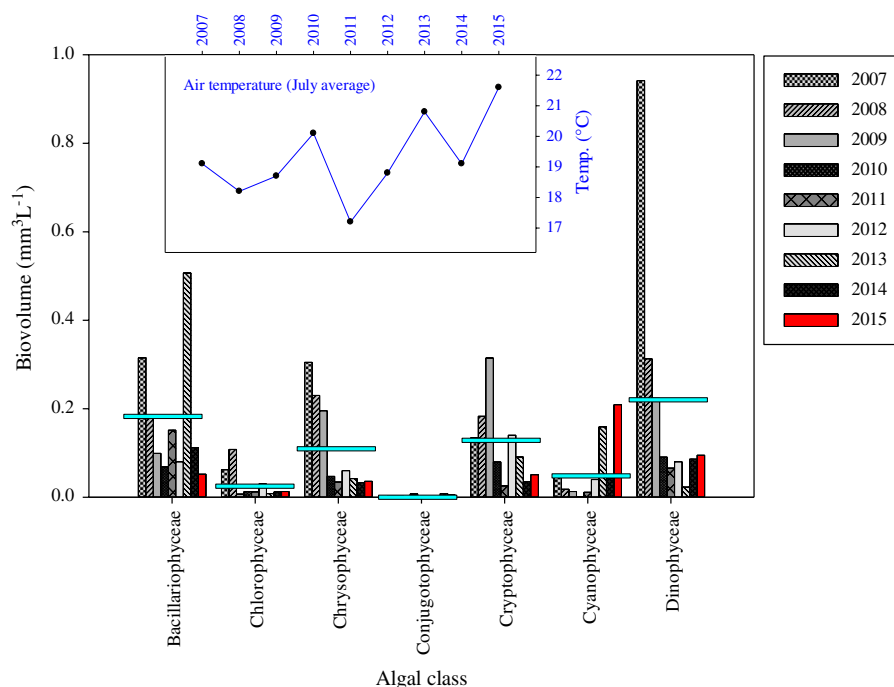 2007 2008 2009 2010 2011 2012 2013 2014 2015
Air temperature (July average)
22
21
20
19
18
17
Temp. (°C)
1.0
0.8
0.6
0.4
0.2
0.0
Biovolume (mm³L⁻¹)
Bacillariophyceae
Chlorophyceae
Chrysophyceae
Conjugotophyceae
Cryptophyceae
Cyanophyceae
Dinophyceae
Algal class
2007
2008
2009
2010
2011
2012
2013
2014
2015